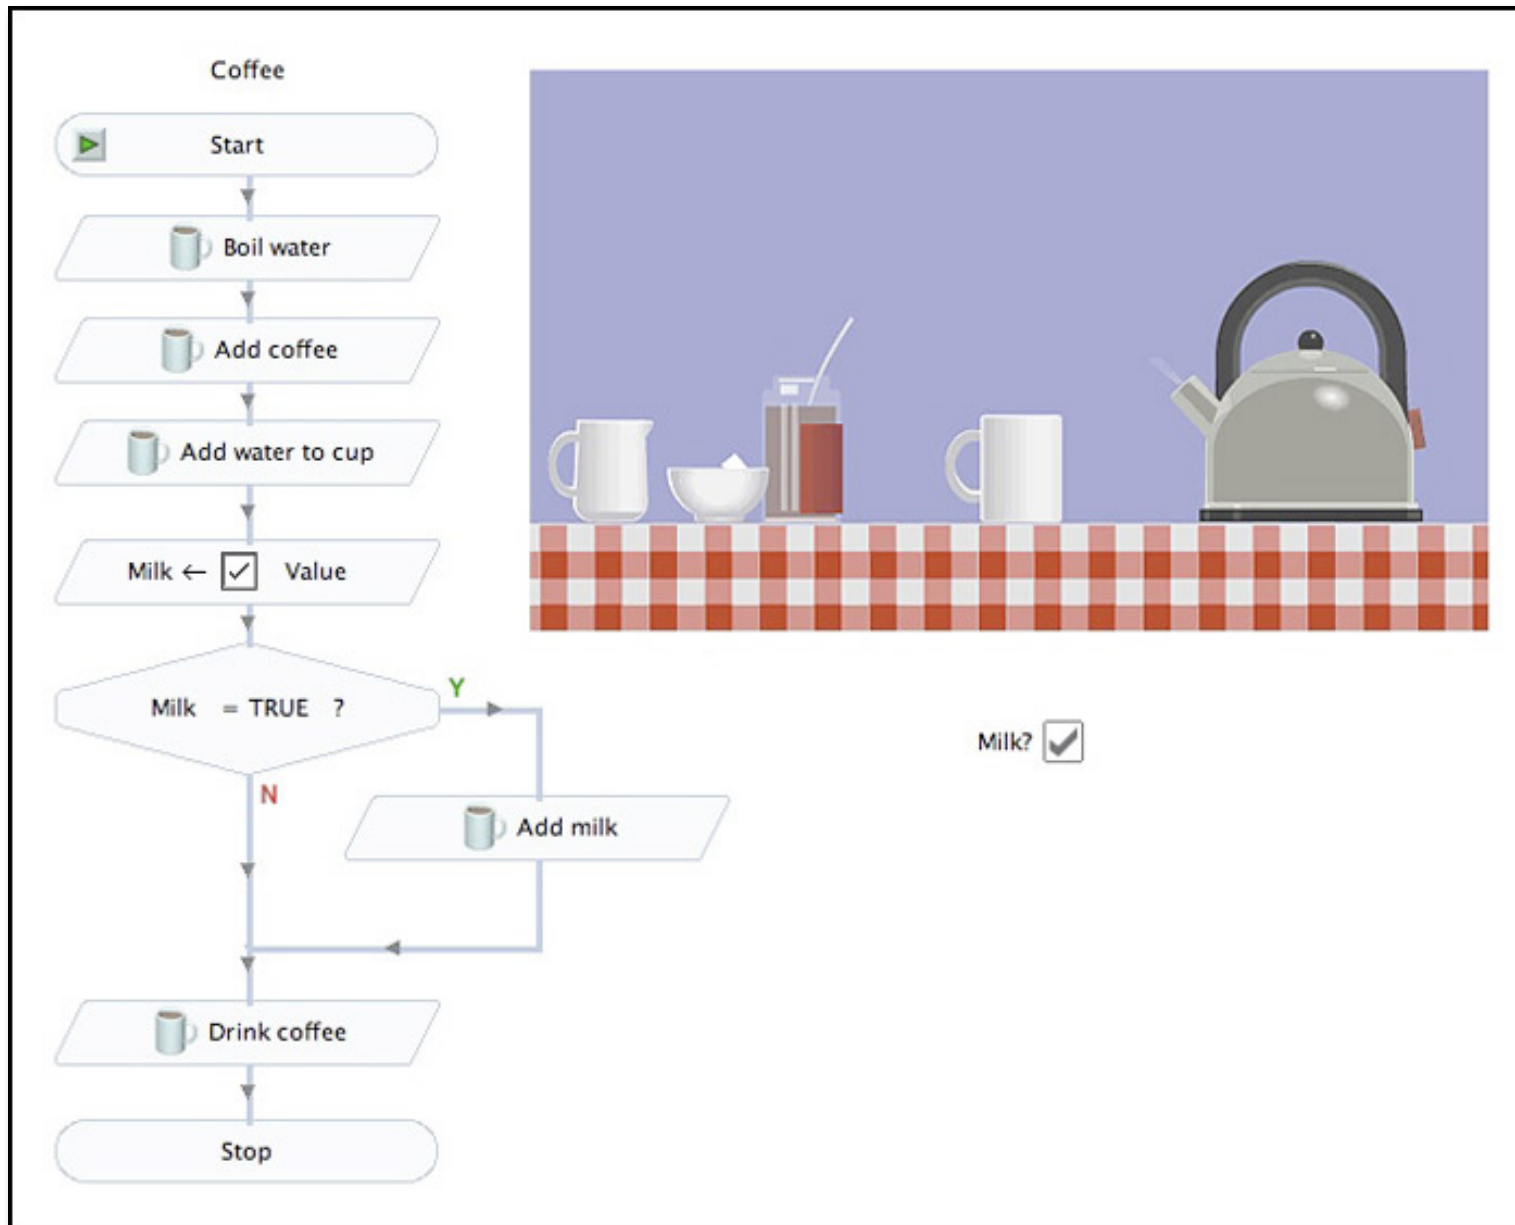 Coffee
Start
Boil water
Add coffee
Add water to cup
Milk ← Value
Milk = TRUE ?
Y
N
Add milk
Drink coffee
Stop
Milk?